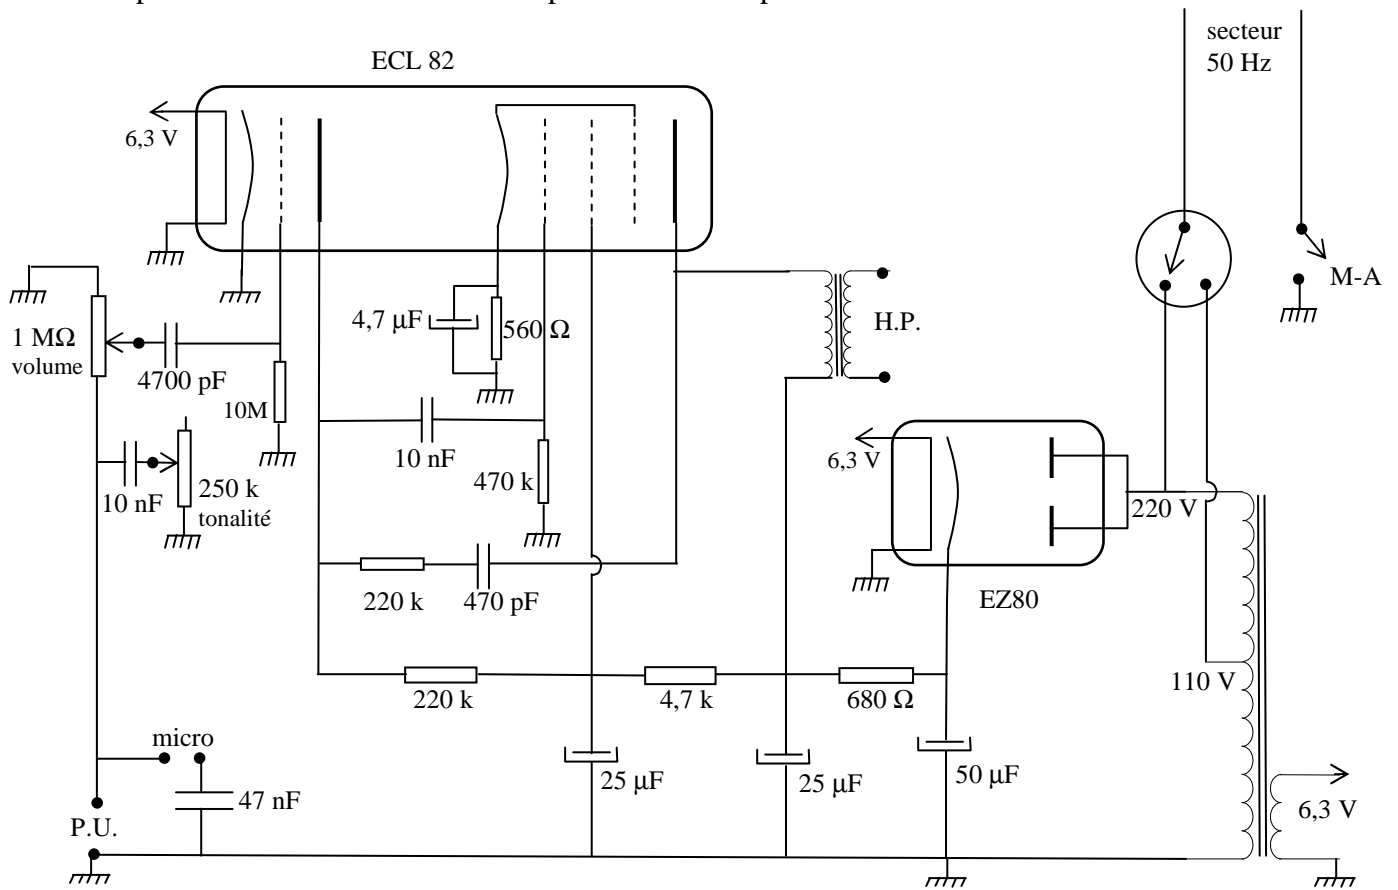 secteur
50 Hz
ECL 82
6,3 V
M-A
4,7 µF
560 Ω
H.P.
1 MΩ
volume
4700 pF
10M
10 nF
6,3 V
470 k
10 nF
250 k
tonalité
220 V
220 k
470 pF
EZ80
110 V
220 k
4,7 k
680 Ω
micro
25 µF
25 µF
50 µF
47 nF
6,3 V
P.U.